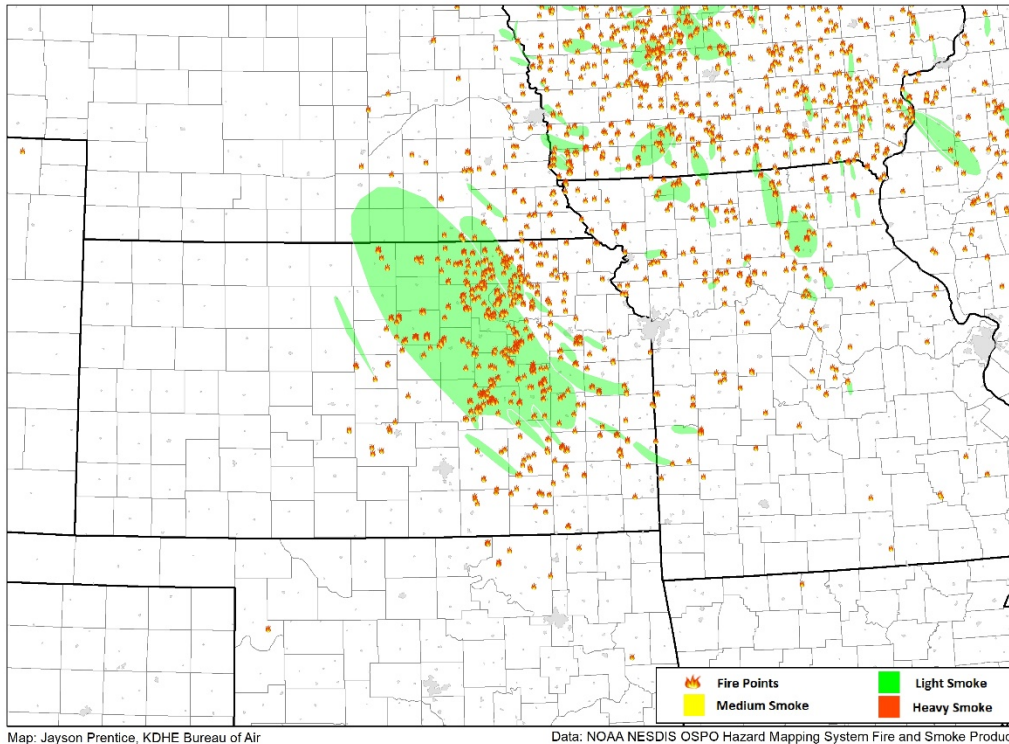 Fire Points
Light Smoke
Medium Smoke
Heavy Smoke
Map: Jayson Prentice, KDHE Bureau of Air
Data: NOAA NESDIS OSPO Hazard Mapping System Fire and Smoke Produc